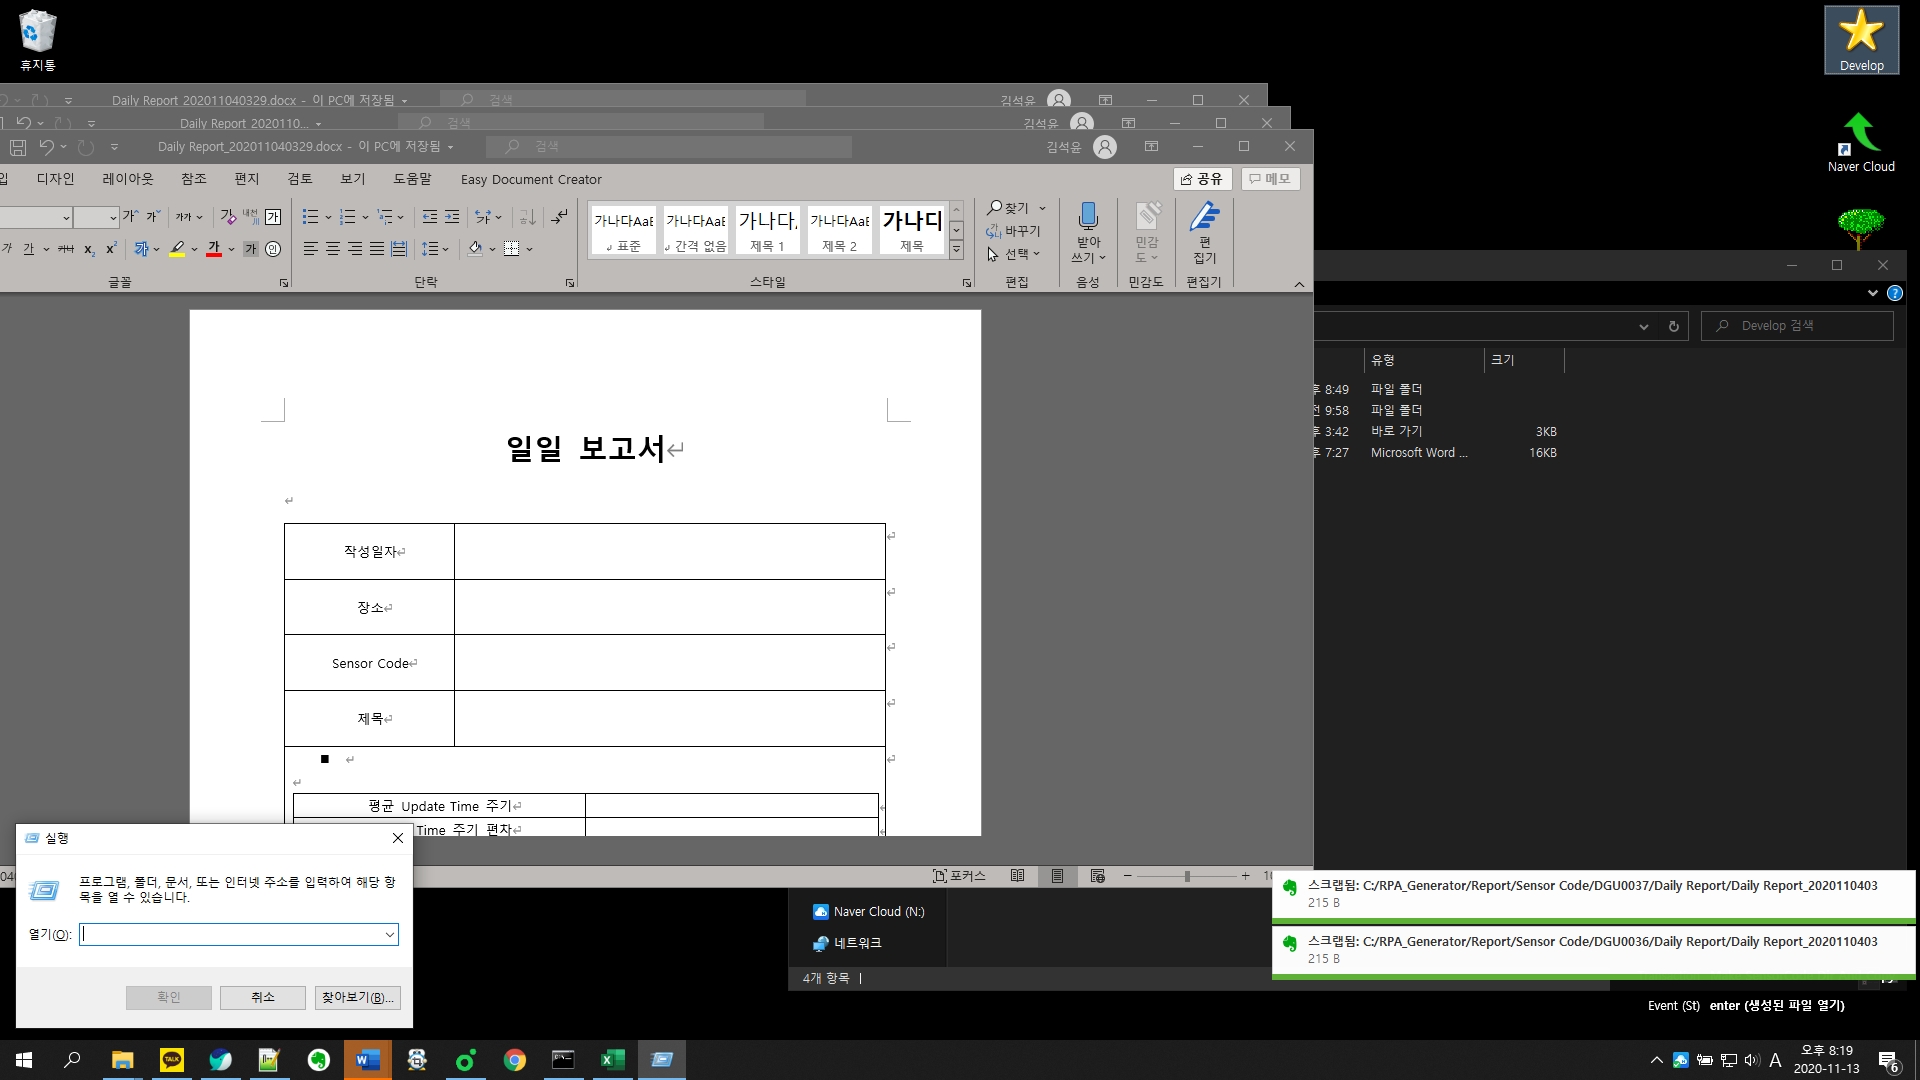 휴지통
Develop
Naver Cloud
Daily Report_202011040329.docx - 이 PC에 저장됨
검색
김석윤
Daily Report_2020110...
검색
김석윤
Daily Report_202011040329.docx - 이 PC에 저장됨
검색
김석윤
입 디자인 레이아웃 참조 편지 검토 보기 도움말 Easy Document Creator
공유 메모
가나다AaB 가나다AaB 가나다 가나다AaB 가나다
표준 간격 없음 제목 1 제목 2 제목
찾기
바꾸기
선택
받아
쓰기
민감
도
편
집기
글꼴 단락 스타일 편집 음성 민감도 편집기
Develop 검색
유형 크기
8:49 파일 폴더
9:58 파일 폴더
3:42 바로 가기 3KB
7:27 Microsoft Word ... 16KB
일일 보고서
작성일자
장소
Sensor Code
제목
평균 Update Time 주기
Time 주기 편차
포커스
실행
프로그램, 폴더, 문서, 또는 인터넷 주소를 입력하여 해당 항
목을 열 수 있습니다.
열기(O):
확인 취소 찾아보기(B)...
Naver Cloud (N:)
네트워크
4개 항목
스크랩됨: C:/RPA_Generator/Report/Sensor Code/DGU0037/Daily Report/Daily Report_2020110403
215 B
스크랩됨: C:/RPA_Generator/Report/Sensor Code/DGU0036/Daily Report/Daily Report_2020110403
215 B
Event (St) enter (생성된 파일 열기)
TALK
A
오후 8:19
2020-11-13
6